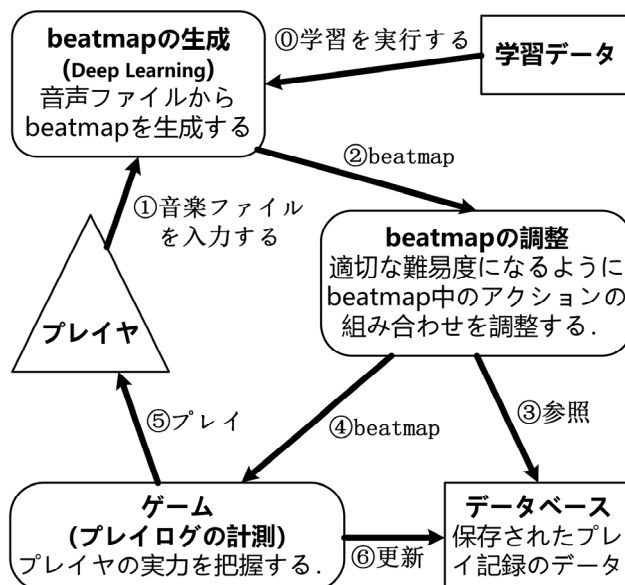 beatmapの生成
(Deep Learning)
音声ファイルから
beatmapを生成する
⓪学習を実行する
学習データ
②beatmap
①音楽ファイル
を入力する
beatmapの調整
適切な難易度になるように
beatmap中のアクションの
組み合わせを調整する.
プレイヤ
⑤プレイ
④beatmap
③参照
ゲーム
(プレイログの計測)
プレイヤの実力を把握する.
⑥更新
データベース
保存されたプレ
イ記録のデータ